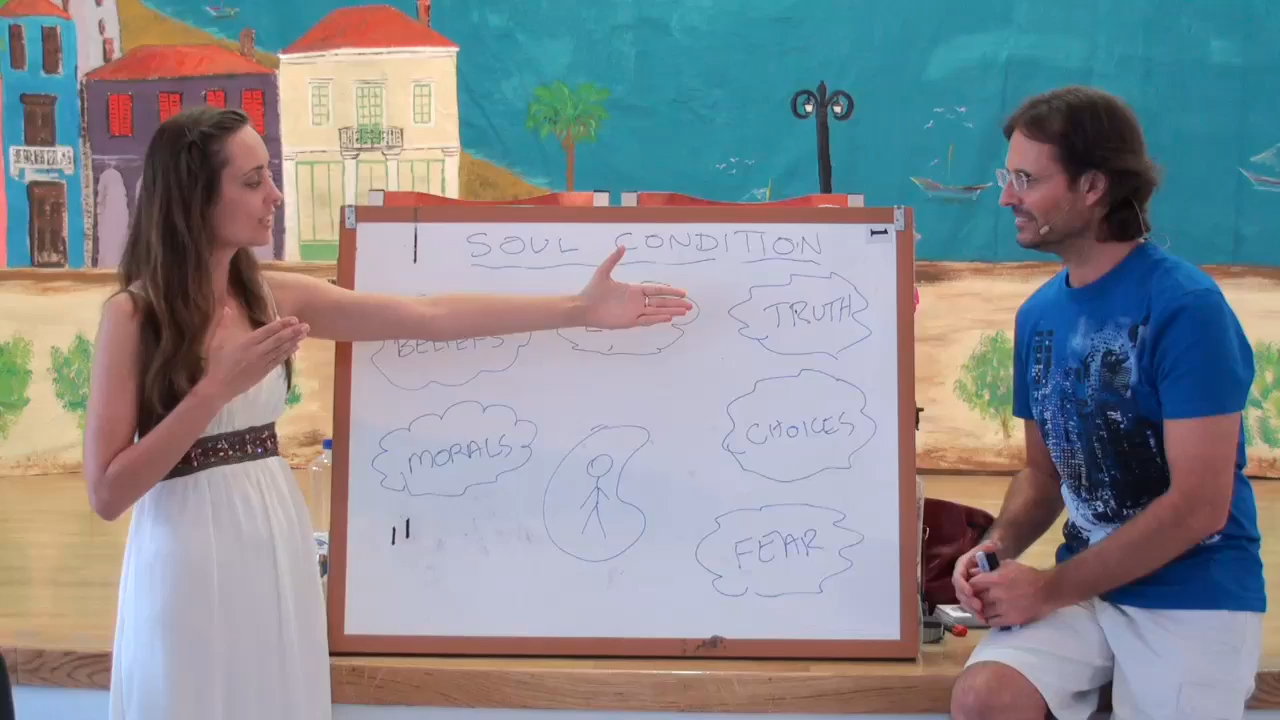 SOUL CONDITION
BELIEFS
TRUTH
MORALS
CHOICES
FEAR